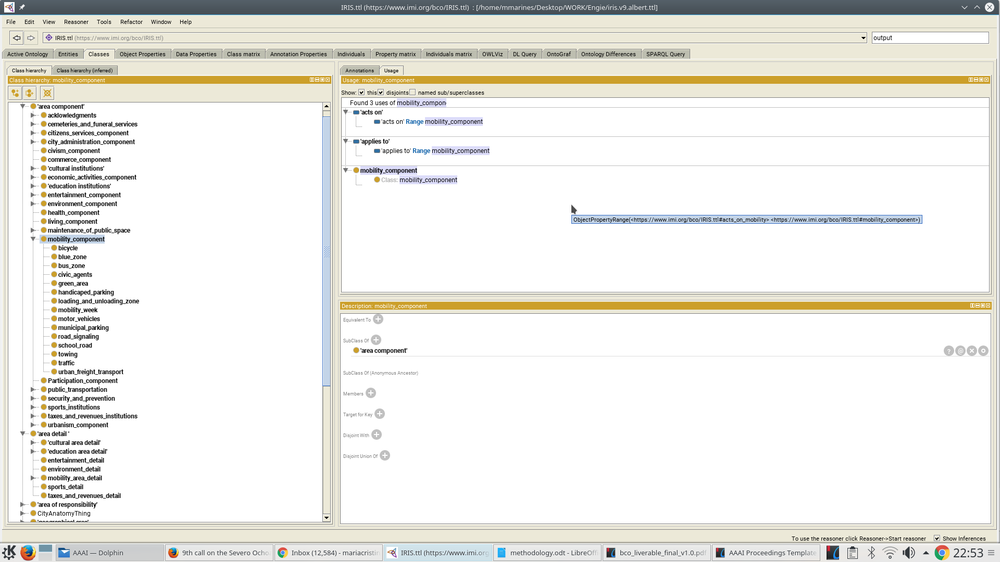 IRIS.ttl (https://www.imi.org/bco/IRIS.ttl)  : [/home/mmarines/Desktop/WORK/Engie/iris.v9.albert.ttl]
File Edit View Reasoner Tools Refactor Window Help
IRIS.ttl (https://www.imi.org/bco/IRIS.ttl) output
Active Ontology Entities Classes Object Properties Data Properties Class matrix Annotation Properties Individuals Property matrix Individuals matrix OWLViz DL Query OntoGraf Ontology Differences SPARQL Query
Class hierarchy Class hierarchy (inferred)
Class hierarchy: mobility_component
'area component'
acklowledgments
cemeteries_and_funeral_services
citizens_services_component
city_administration_component
civism_component
commerce_component
'cultural institutions'
economic_activities_component
'education institutions'
entertainment_component
environment_component
health_component
living_component
maintenance_of_public_space
mobility_component
bicycle
blue_zone
bus_zone
civic_agents
green_area
handicaped_parking
loading_and_unloading_zone
mobility_week
motor_vehicles
municipal_parking
road_signaling
school_road
towing
traffic
urban_freight_transport
Participation_component
public_transportation
security_and_prevention
sports_institutions
taxes_and_revenues_institutions
urbanism_component
'area detail '
'cultural area detail'
'education area detail'
entertainment_detail
environment_detail
mobility_area_detail
sports_detail
taxes_and_revenues_detail
'area of responsibility'
CityAnatomyThing
'geographical area'
Annotations Usage
Usage: mobility_component
Show: this disjoints named sub/superclasses
Found 3 uses of mobility_compon
'acts on'
'acts on' Range mobility_component
'applies to'
'applies to' Range mobility_component
mobility_component
Class: mobility_component
ObjectPropertyRange(<https://www.imi.org/bco/IRIS.ttl#acts_on_mobility> <https://www.imi.org/bco/IRIS.ttl#mobility_component>)
Description: mobility_component
Equivalent To
SubClass Of
'area component'
SubClass Of (Anonymous Ancestor)
Members
Target for Key
Disjoint With
Disjoint Union Of
To use the reasoner click Reasoner->Start reasoner Show Inferences
AAAI — Dolphin 9th call on the Severo Ocho Inbox (12,584) - mariacristin IRIS.ttl (https://www.imi.org methodology.odt - LibreOffi bco_liverable_final_v1.0.pdf AAAI Proceedings Template 22:53